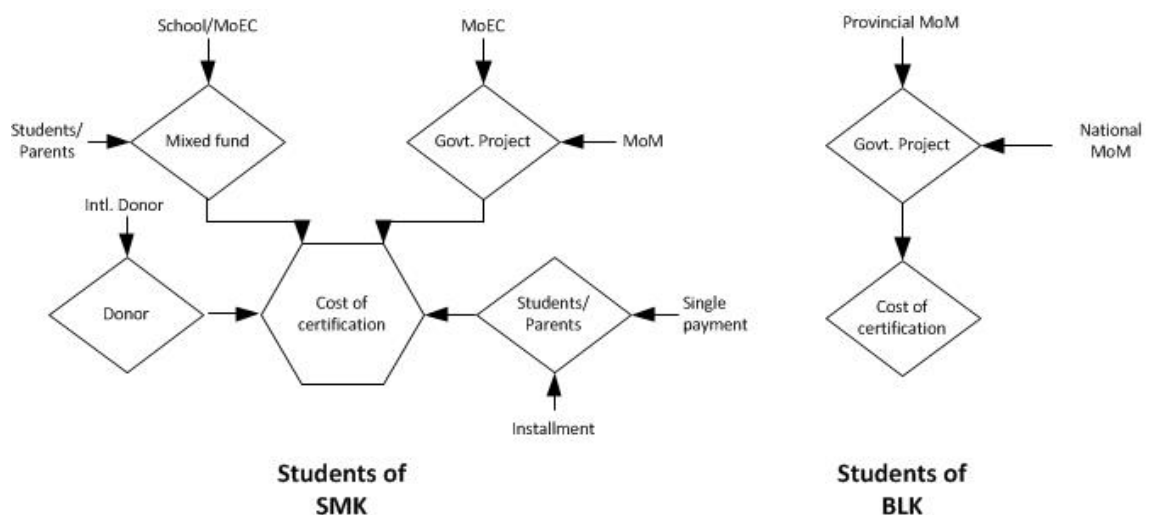 School/MoEC
MoEC
Provincial MoM
Students/
Parents
Mixed fund
Govt. Project
MoM
Govt. Project
National
MoM
Intl. Donor
Donor
Cost of
certification
Students/
Parents
Single
payment
Cost of
certification
Installment
Students of
SMK
Students of
BLK